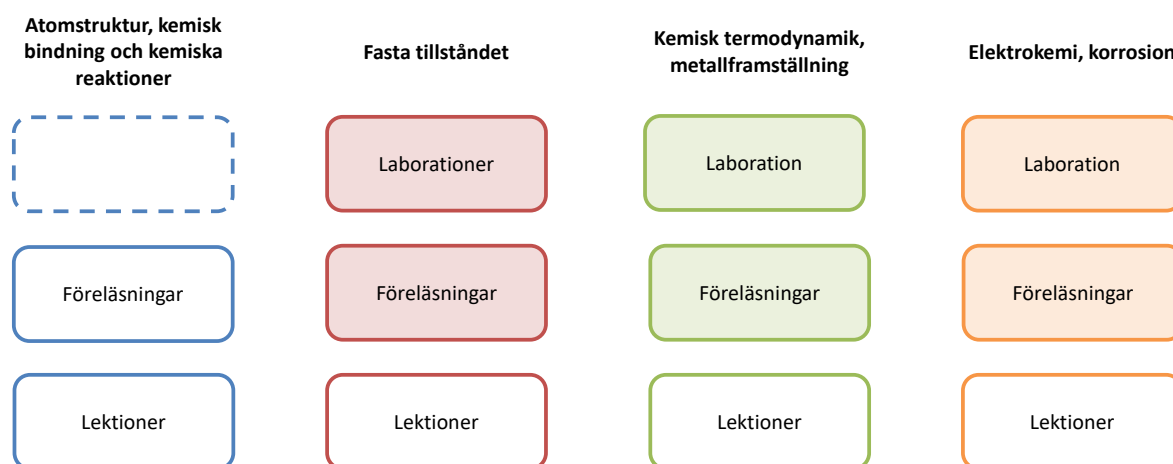 Atomstruktur, kemisk
bindning och kemiska
reaktioner
Fasta tillståndet
Kemisk termodynamik,
metallframställning
Elektrokemi, korrosion
Laborationer
Laboration
Laboration
Föreläsningar
Föreläsningar
Föreläsningar
Föreläsningar
Lektioner
Lektioner
Lektioner
Lektioner